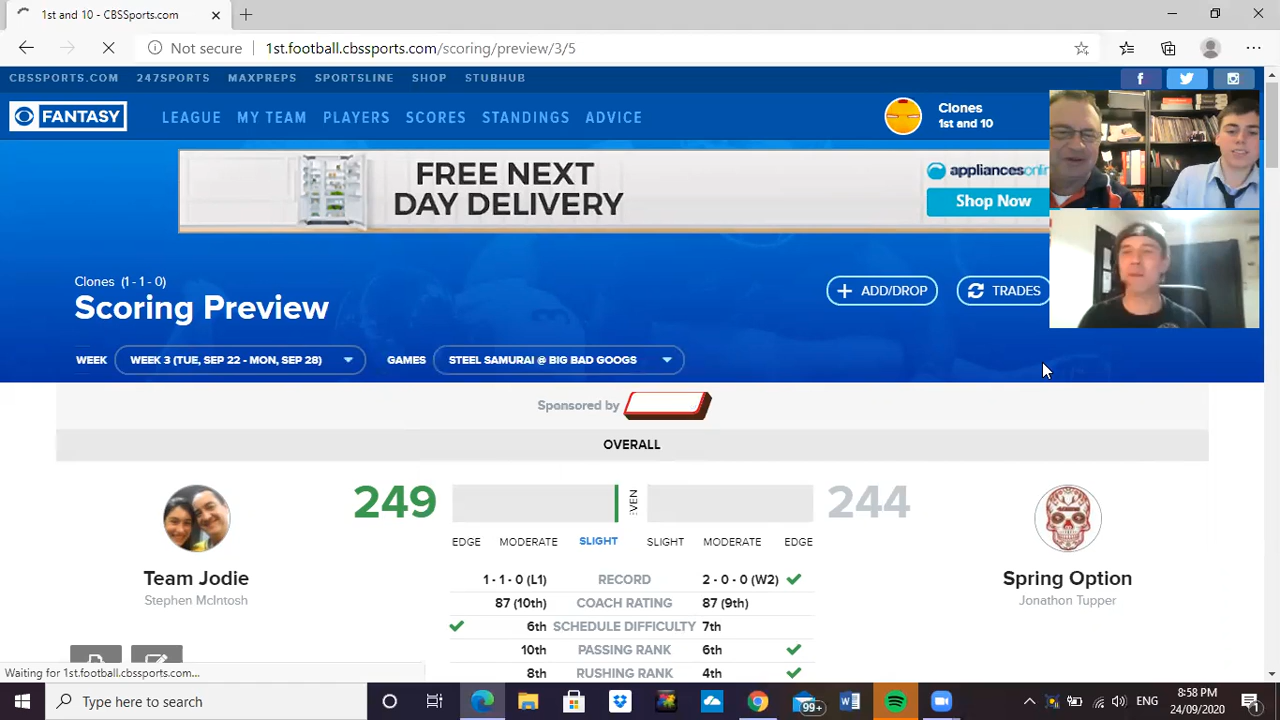 1st and 10 - CBSSports.com
Not secure 1st.football.cbssports.com/scoring/preview/3/5
CBSSPORTS.COM 247SPORTS MAXPREPS SPORTSLINE SHOP STUBHUB
FANTASY LEAGUE MY TEAM PLAYERS SCORES STANDINGS ADVICE
Clones
1st and 10
FREE NEXT
DAY DELIVERY
Shop Now
Clones (1-1-0)
Scoring Preview
ADD/DROP TRADES
WEEK WEEK 3 (TUE, SEP 22 - MON, SEP 28) GAMES STEEL SAMURAI @ BIG BAD GOOGS
Sponsored by
OVERALL
249 EVEN 244
EDGE MODERATE SLIGHT SLIGHT MODERATE EDGE
Team Jodie
Stephen McIntosh
Spring Option
Jonathon Tupper
1-1-0 (L1) RECORD 2-0-0 (W2)
87 (10th) COACH RATING 87 (9th)
6th SCHEDULE DIFFICULTY 7th
10th PASSING RANK 6th
8th RUSHING RANK 4th
Waiting for 1st.football.cbssports.com...
Type here to search
99+
ENG
8:58 PM
24/09/2020
1